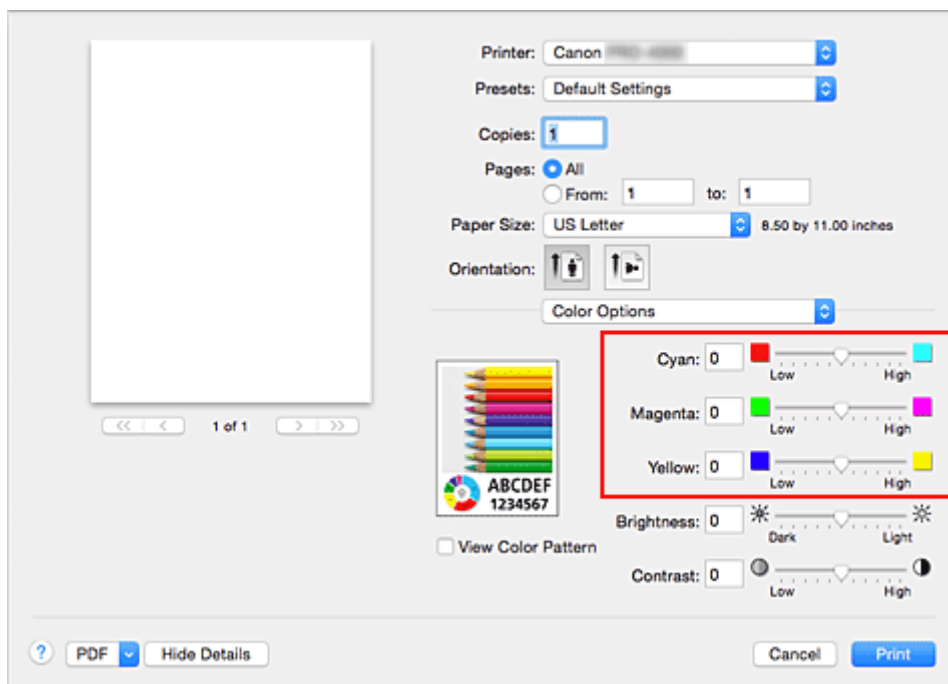 Printer: Canon
Presets: Default Settings
Copies: 1
Pages: All
From: 1 to: 1
Paper Size: US Letter 8.50 by 11.00 inches
Orientation:
Color Options
Cyan: 0
Low High
Magenta: 0
Low High
Yellow: 0
Low High
Brightness: 0
Dark Light
Contrast: 0
Low High
1 of 1
ABCDEF
1234567
View Color Pattern
? PDF Hide Details Cancel Print